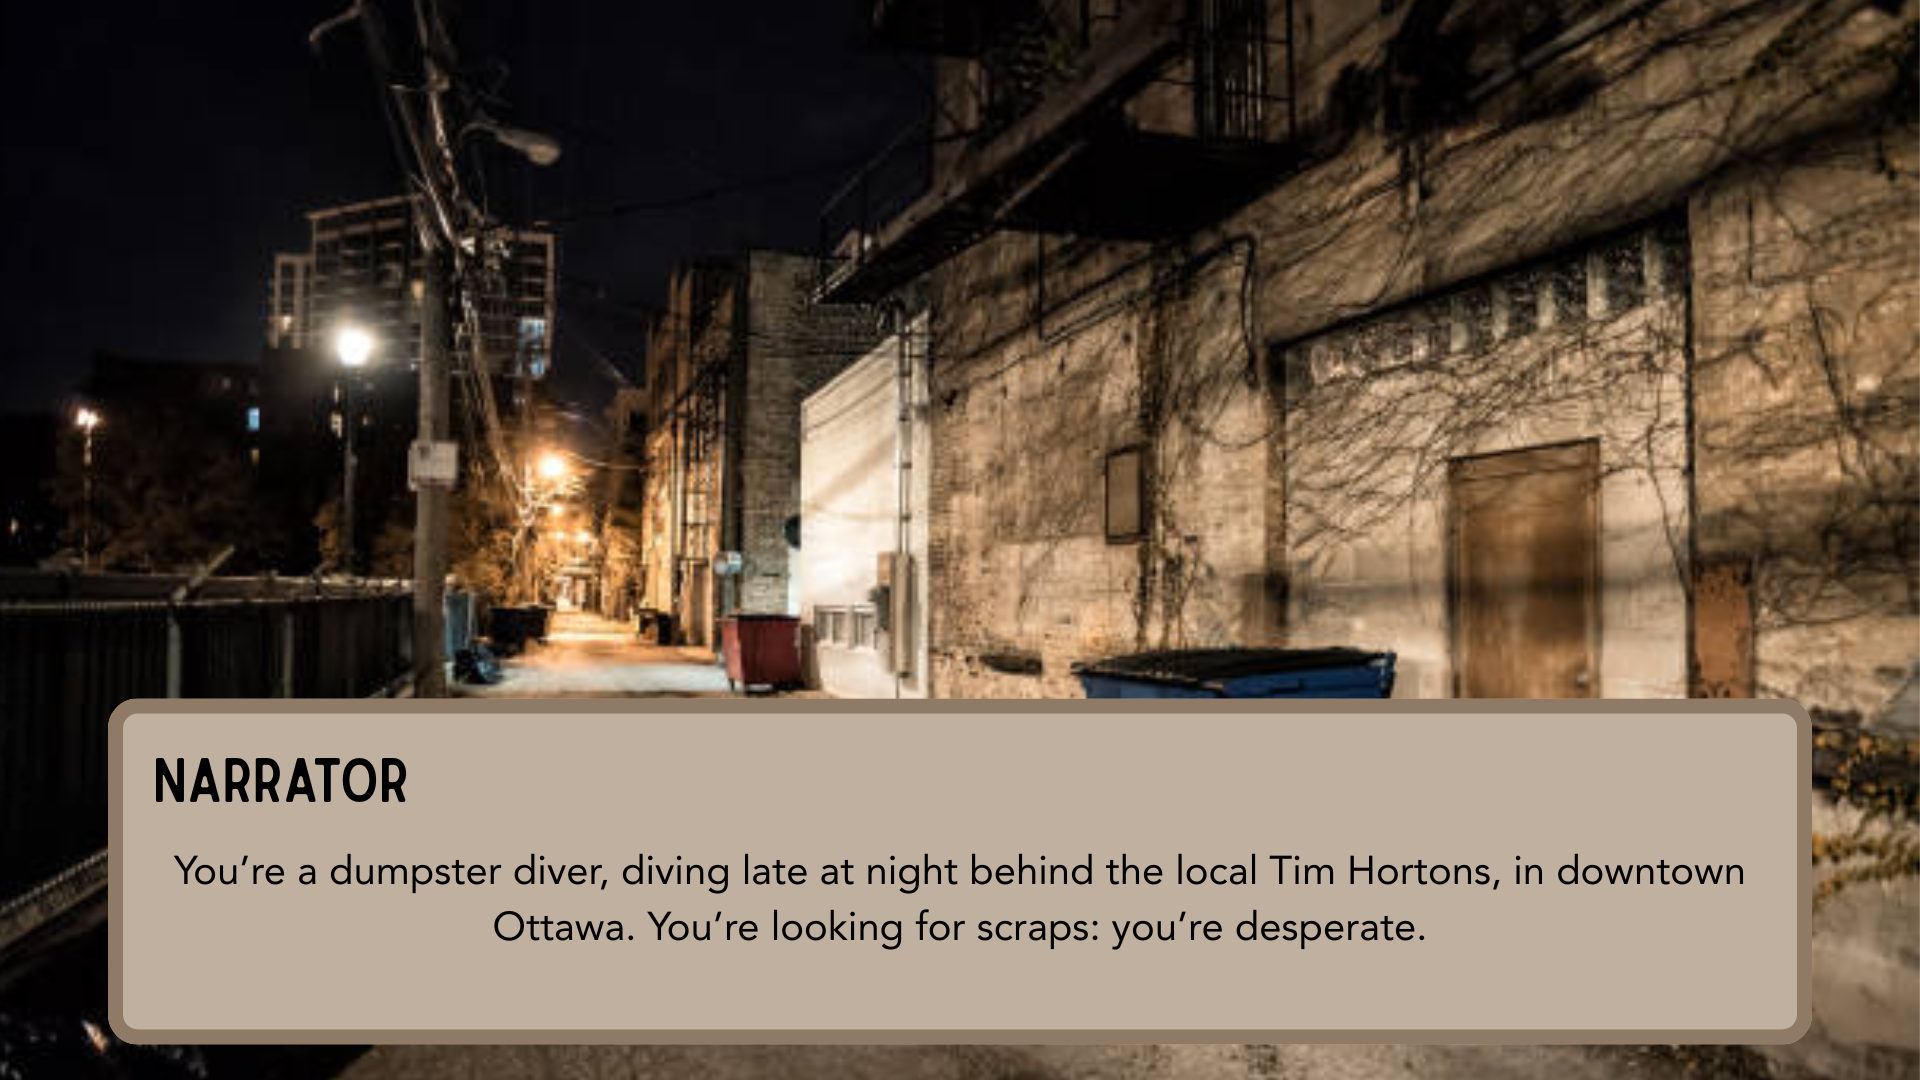 NARRATOR
You’re a dumpster diver, diving late at night behind the local Tim Hortons, in downtown
Ottawa. You’re looking for scraps: you’re desperate.